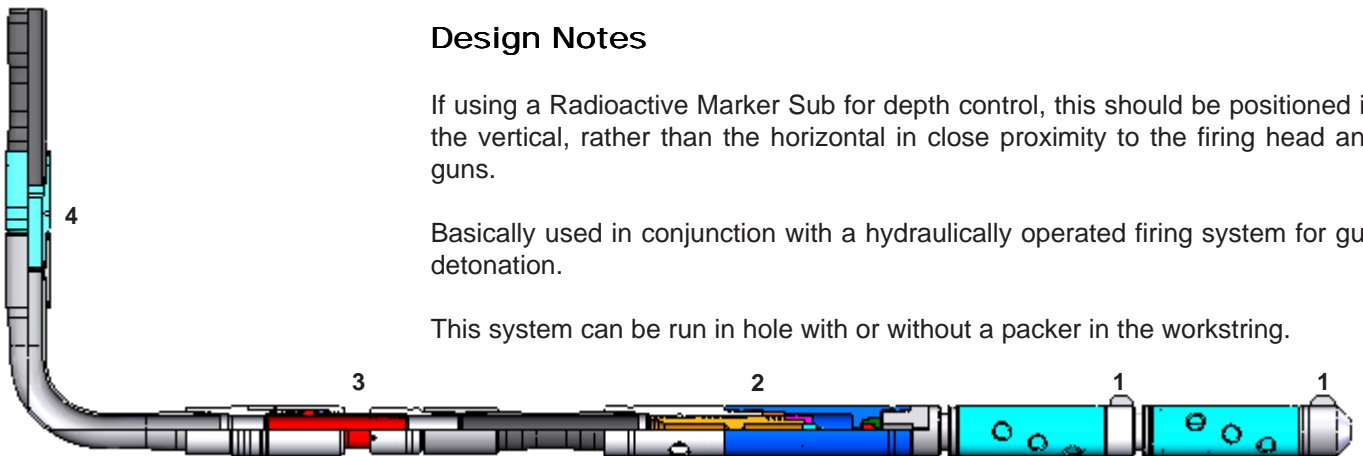 Design Notes
If using a Radioactive Marker Sub for depth control, this should be positioned i
the vertical, rather than the horizontal in close proximity to the firing head an
guns.
Basically used in conjunction with a hydraulically operated firing system for gu
detonation.
This system can be run in hole with or without a packer in the workstring.
4
3 2 1 1